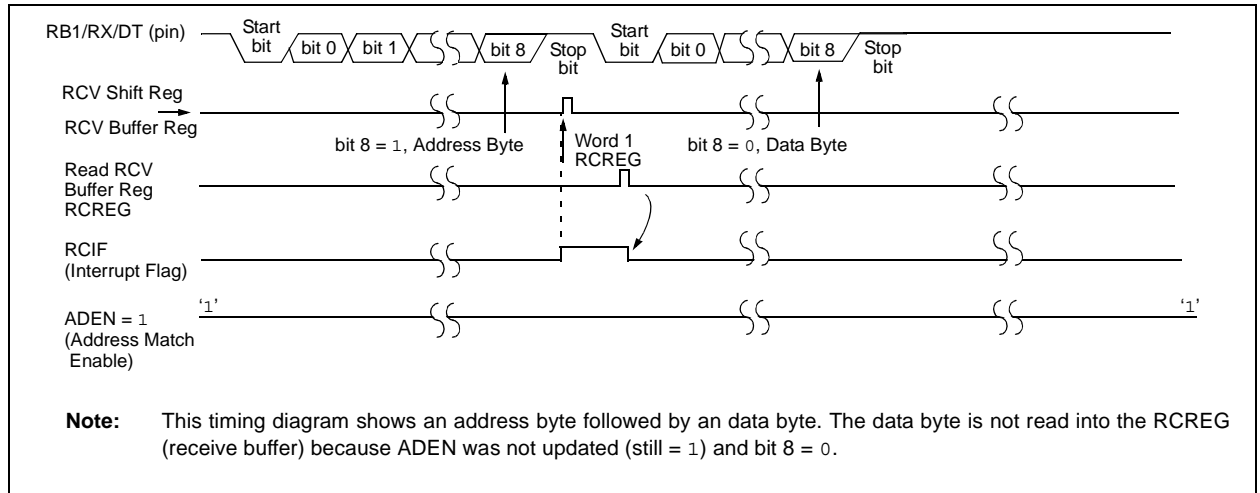 RB1/RX/DT (pin)
Start
bit
bit 0
bit 1
bit 8
Stop
bit
Start
bit
bit 0
bit 8
Stop
bit
RCV Shift Reg
RCV Buffer Reg
bit 8 = 1, Address Byte
Word 1
RCREG
bit 8 = 0, Data Byte
Read RCV
Buffer Reg
RCREG
RCIF
(Interrupt Flag)
ADEN = 1
(Address Match
Enable)
‘1’
‘1’
Note: This timing diagram shows an address byte followed by an data byte. The data byte is not read into the RCREG
(receive buffer) because ADEN was not updated (still = 1) and bit 8 = 0.